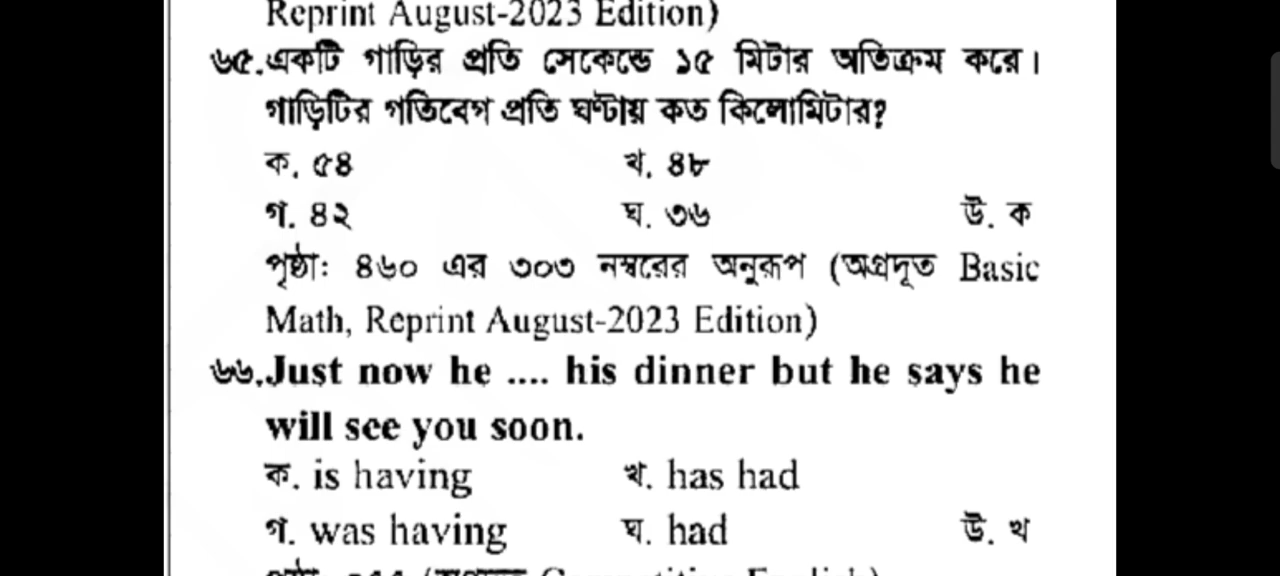 Reprint August-2023 Edition)
৬৫.একটি গাড়ির প্রতি সেকেন্ডে ১৫ মিটার অতিক্রম করে।
গাড়িটির গতিবেগ প্রতি ঘণ্টায় কত কিলোমিটার?
ক. ৫৪ খ. ৪৮
গ. ৪২ ঘ. ৩৬ উ. ক
পৃষ্ঠা: ৪৬০ এর ৩০৩ নম্বরের অনুরূপ (অগ্রদূত Basic
Math, Reprint August-2023 Edition)
৬৬.Just now he .... his dinner but he says he
will see you soon.
ক. is having খ. has had
গ. was having ঘ. had উ. খ